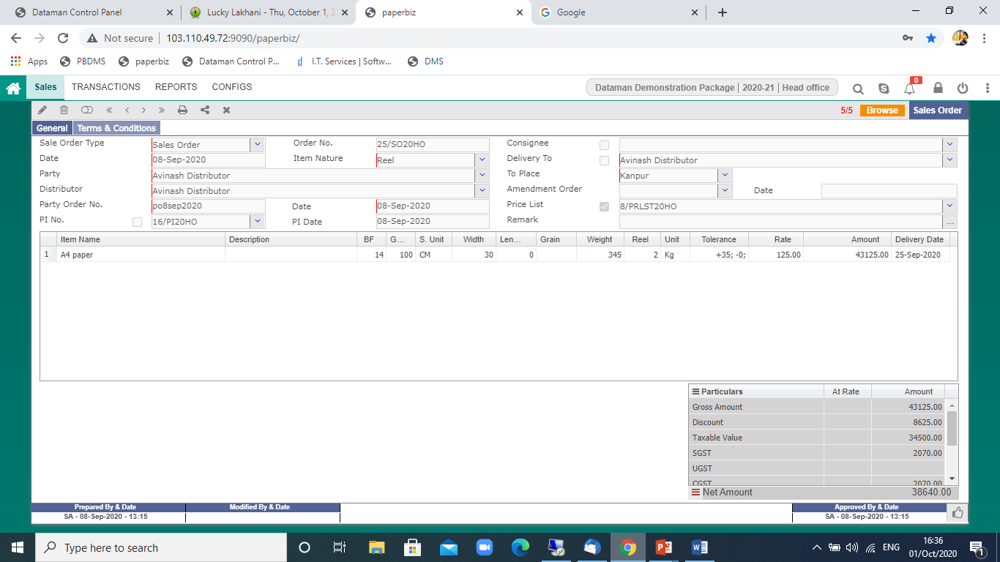 Dataman Control Panel
Lucky Lakhani - Thu, October 1, 2
paperbiz
Google
Not secure
103.110.49.72:9090/paperbiz/
Apps
PBDMS
paperbiz
Dataman Control P...
I.T. Services | Softw...
DMS
Sales
TRANSACTIONS
REPORTS
CONFIGS
Dataman Demonstration Package | 2020-21 | Head office
0
5/5
Browse
Sales Order
General
Terms & Conditions
Sale Order Type Sales Order Order No. 25/SO20HO Consignee
Date 08-Sep-2020 Item Nature Reel Delivery To Avinash Distributor
Party Avinash Distributor To Place Kanpur
Distributor Avinash Distributor Amendment Order Date
Party Order No. po8sep2020 Date 08-Sep-2020 Price List 8/PRLST20HO
PI No. 16/PI20HO PI Date 08-Sep-2020 Remark ...
Item Name Description BF G... S. Unit Width Len... Grain Weight Reel Unit Tolerance Rate Amount Delivery Date
1 A4 paper 14 100 CM 30 0 345 2 Kg +35; -0; 125.00 43125.00 25-Sep-2020
Particulars At Rate Amount
Gross Amount 43125.00
Discount 8625.00
Taxable Value 34500.00
SGST 2070.00
UGST
CGST 2070.00
Net Amount 38640.00
Prepared By & Date Modified By & Date Approved By & Date
SA - 08-Sep-2020 - 13:15 SA - 08-Sep-2020 - 13:15
Type here to search
ENG
16:36
01/Oct/2020
1